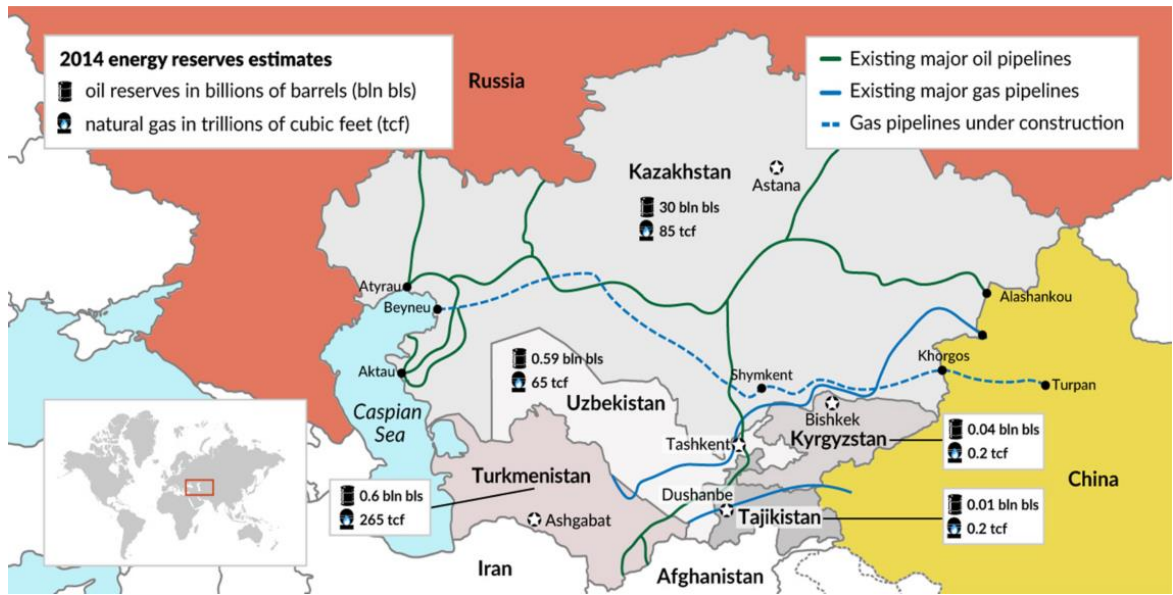 2014 energy reserves estimates
oil reserves in billions of barrels (bln bls)
natural gas in trillions of cubic feet (tcf)
Russia
Existing major oil pipelines
Existing major gas pipelines
Gas pipelines under construction
Kazakhstan
Astana
30 bln bls
85 tcf
Atyrau
Beyneu
Alashankou
Aktau
Caspian
Sea
0.59 bln bls
65 tcf
Uzbekistan
Shymkent
Khorgos
Turpan
Bishkek
Kyrgyzstan
0.04 bln bls
0.2 tcf
Tashkent
Turkmenistan
0.6 bln bls
265 tcf
Ashgabat
Dushanbe
Tajikistan
0.01 bln bls
0.2 tcf
China
Iran
Afghanistan